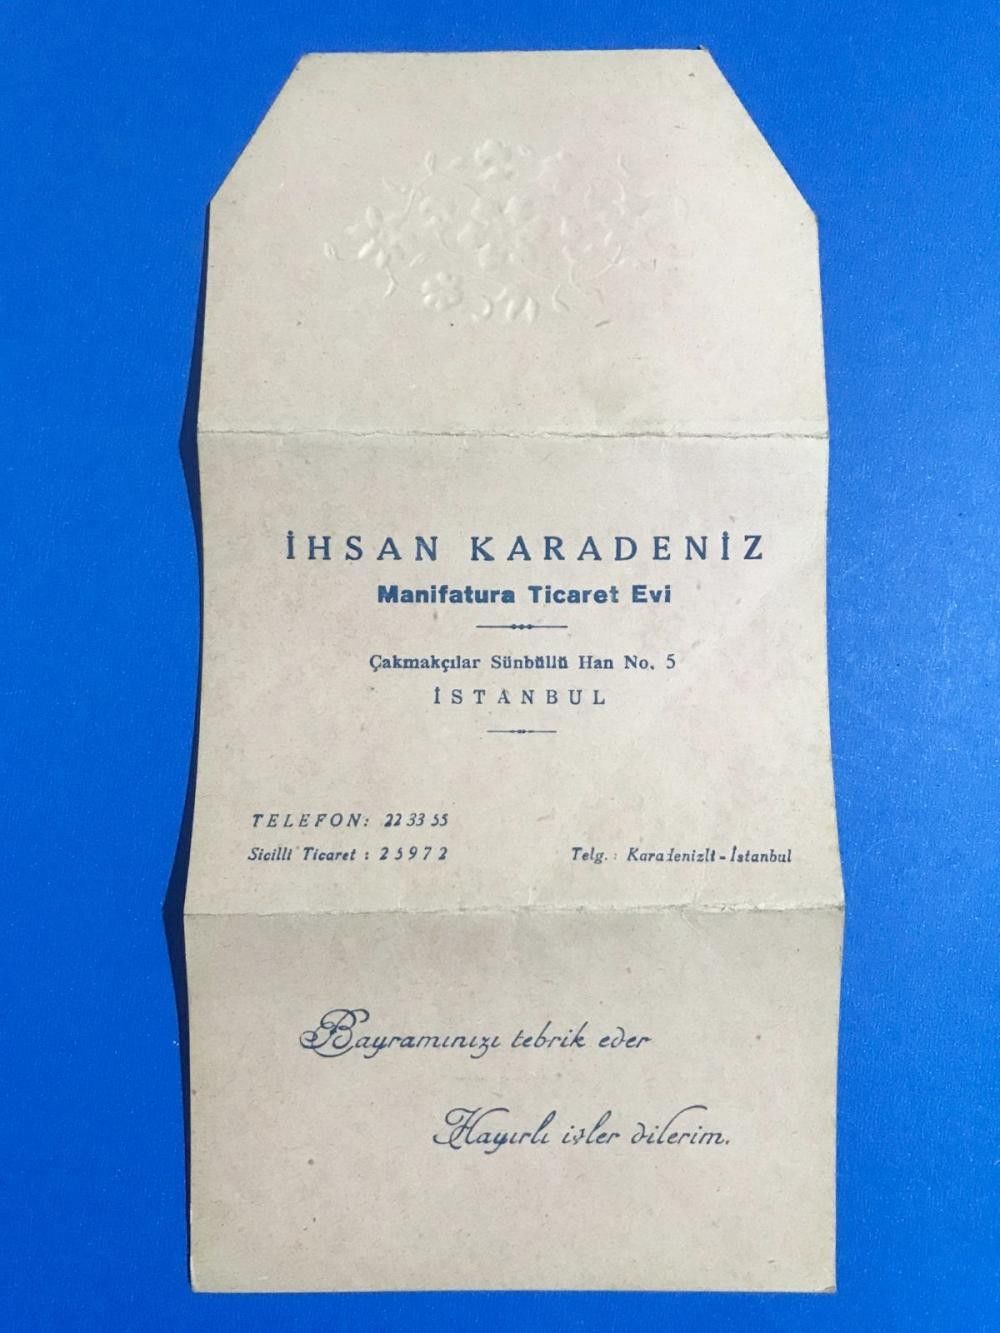 İHSAN KARADENİZ
Manifatura Ticaret Evi
Çakmakçılar Sünbüllü Han No. 5
İSTANBUL
TELEFON: 22 33 55
Sicilli Ticaret : 25972
Telg. : Karadenizli - İstanbul
Bayramınızı tebrik eder
Hayırlı işler dilerim.